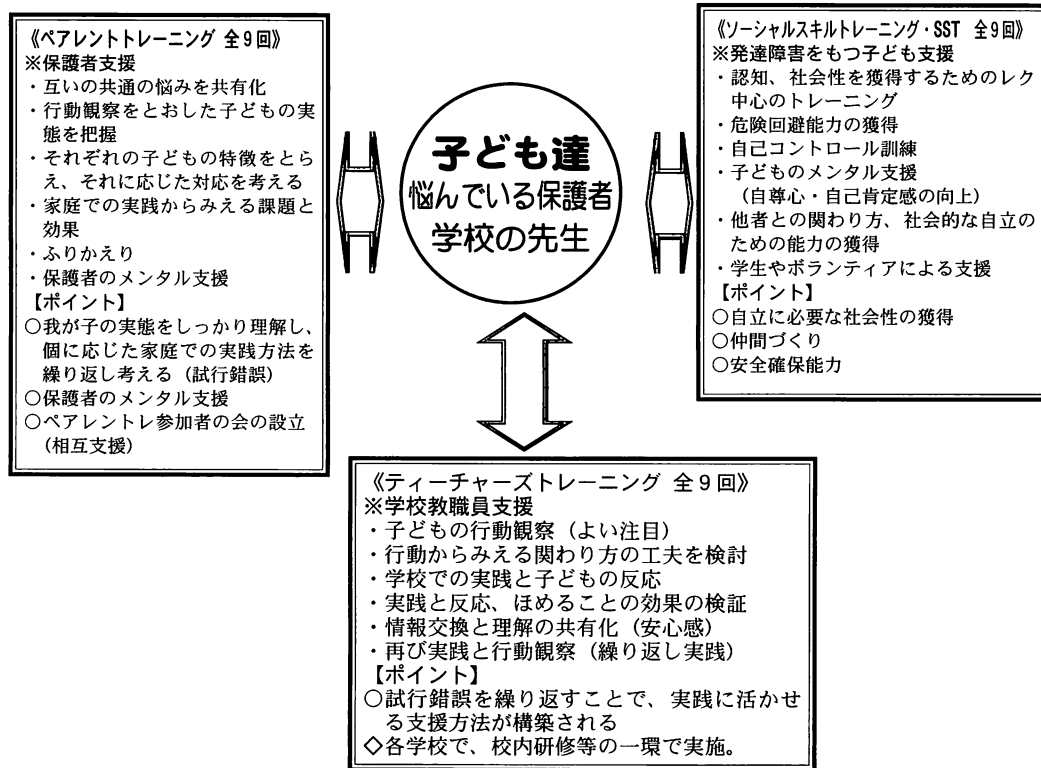 《ペアレントトレーニング 全9回》
※保護者支援
・互いの共通の悩みを共有化
・行動観察をとおした子どもの実
態を把握
・それぞれの子どもの特徴をとら
え、それに応じた対応を考える
・家庭での実践からみえる課題と
効果
・ふりかえり
・保護者のメンタル支援
【ポイント】
○我が子の実態をしっかり理解し、
個に応じた家庭での実践方法を
繰り返し考える（試行錯誤）
○保護者のメンタル支援
○ペアレントレ参加者の会の設立
（相互支援）
子ども達
悩んでいる保護者
学校の先生
《ソーシャルスキルトレーニング・SST 全9回》
※発達障害をもつ子ども支援
・認知、社会性を獲得するためのレク
中心のトレーニング
・危険回避能力の獲得
・自己コントロール訓練
・子どものメンタル支援
（自尊心・自己肯定感の向上）
・他者との関わり方、社会的な自立の
ための能力の獲得
・学生やボランティアによる支援
【ポイント】
○自立に必要な社会性の獲得
○仲間づくり
○安全確保能力
《ティーチャーズトレーニング 全9回》
※学校教職員支援
・子どもの行動観察（よい注目）
・行動からみえる関わり方の工夫を検討
・学校での実践と子どもの反応
・実践と反応、ほめることの効果の検証
・情報交換と理解の共有化（安心感）
・再び実践と行動観察（繰り返し実践）
【ポイント】
○試行錯誤を繰り返すことで、実践に活かせ
る支援方法が構築される
◇各学校で、校内研修等の一環で実施。